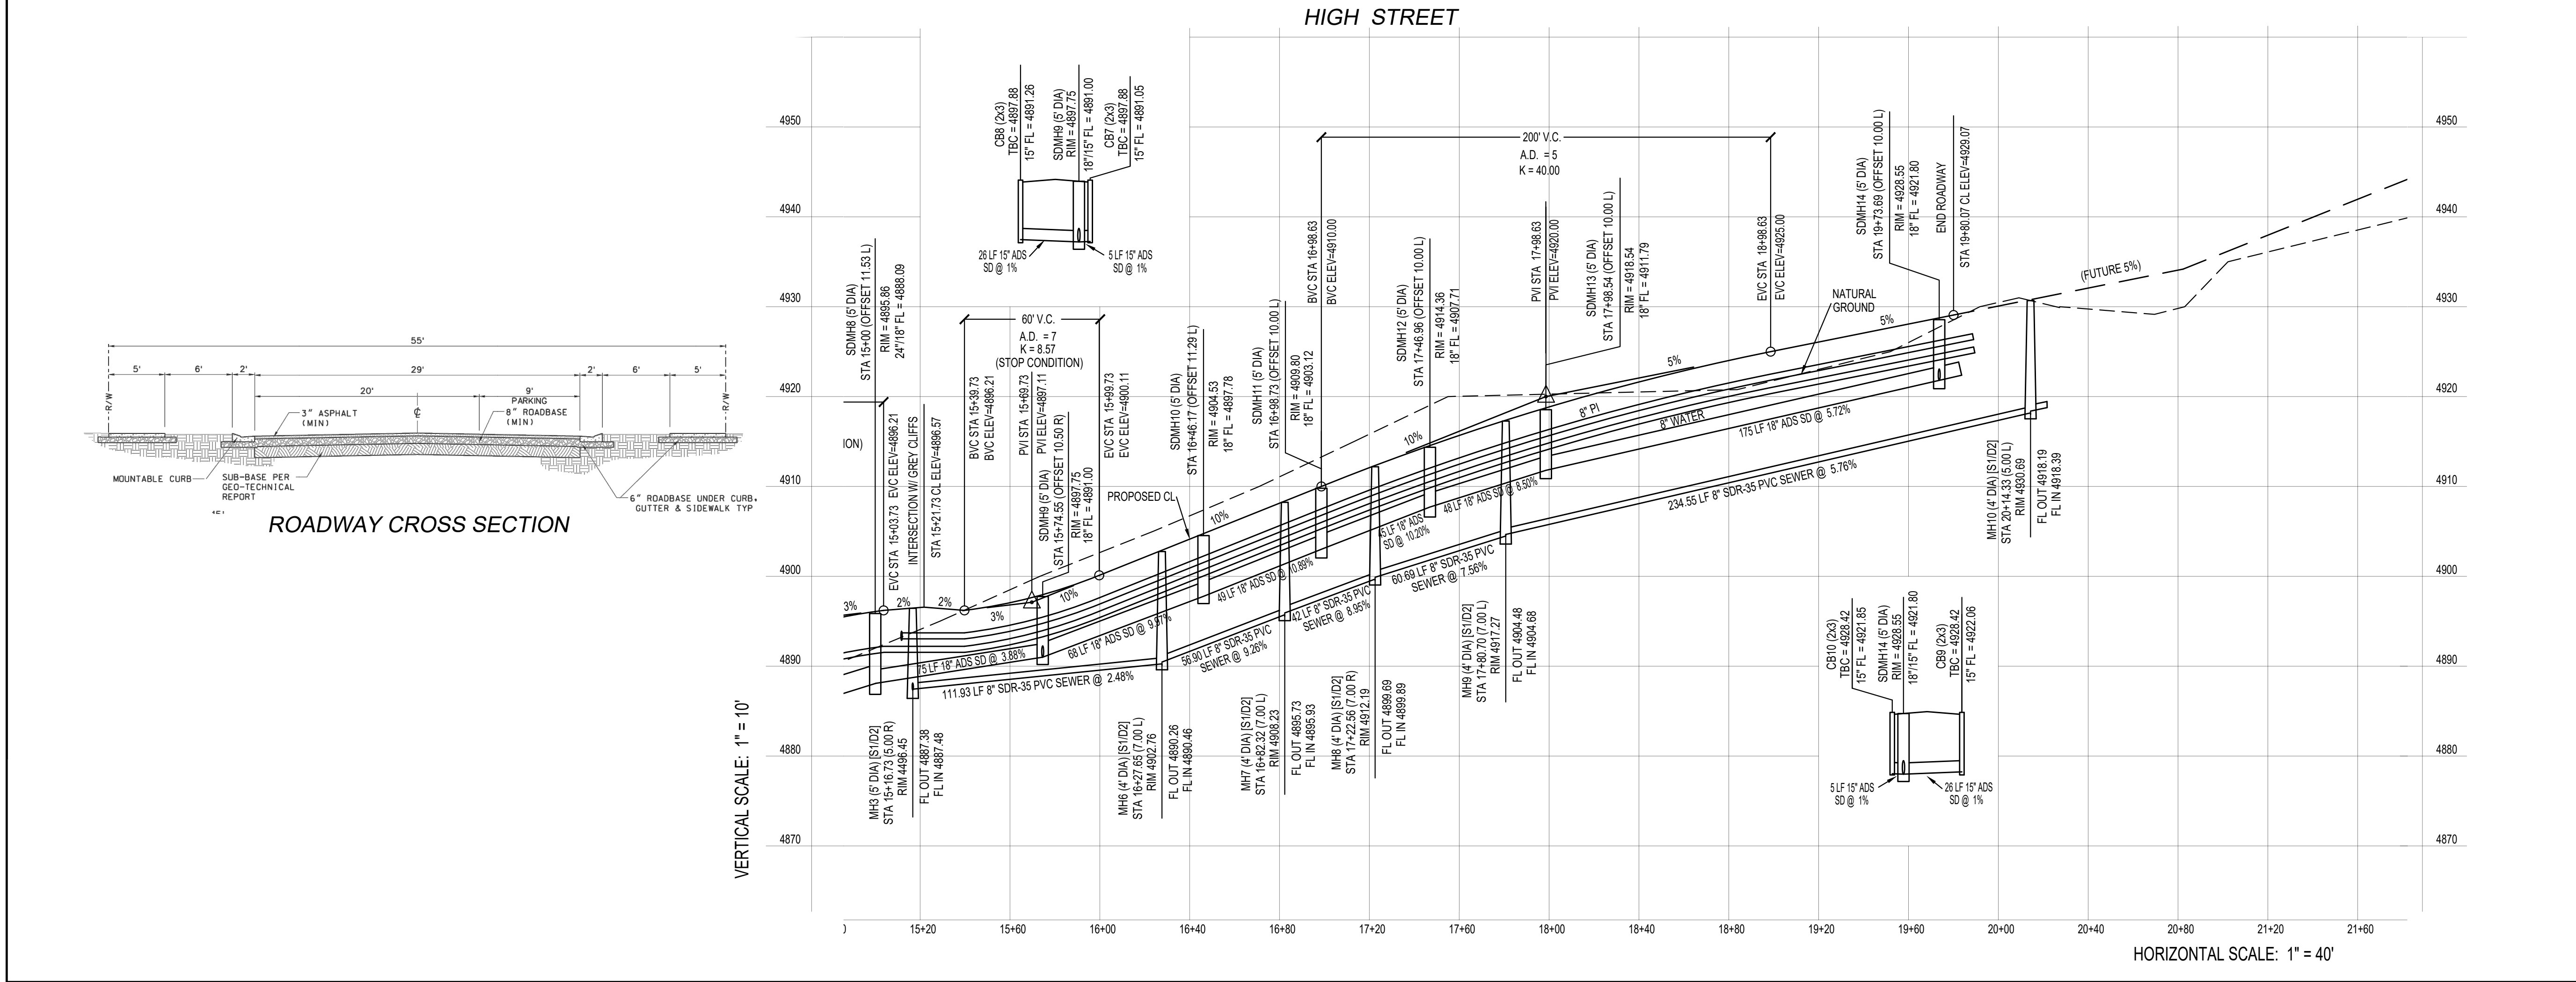 HIGH STREET
55'
5'
6'
2'
29'
2'
6'
5'
20'
9'
PARKING
R/W
R/W
3" ASPHALT
(MIN)
8" ROADBASE
(MIN)
MOUNTABLE CURB
SUB-BASE PER
GEO-TECHNICAL
REPORT
6" ROADBASE UNDER CURB,
GUTTER & SIDEWALK TYP
ROADWAY CROSS SECTION
VERTICAL SCALE: 1" = 10'
4950
4940
4930
4920
4910
4900
4890
4880
4870
CB8 (2x3)
TBC = 4897.88
15" FL = 4891.26
SDMH9 (5' DIA)
RIM = 4897.75
18"/15" FL = 4891.00
CB7 (2x3)
TBC = 4897.88
15" FL = 4891.05
26 LF 15" ADS
SD @ 1%
5 LF 15" ADS
SD @ 1%
SDMH8 (5' DIA)
STA 15+00 (OFFSET 11.53 L)
RIM = 4895.86
24"/18" FL = 4888.09
ION)
EVC STA 15+03.73 EVC ELEV=4896.21
INTERSECTION W/ GREY CLIFFS
STA 15+21.73 CL ELEV=4896.57
60' V.C.
A.D. = 7
K = 8.57
(STOP CONDITION)
BVC STA 15+39.73
BVC ELEV=4896.21
PVI STA 15+69.73
PVI ELEV=4897.11
SDMH9 (5' DIA)
STA 15+74.55 (OFFSET 10.50 R)
RIM = 4897.75
18" FL = 4891.00
EVC STA 15+99.73
EVC ELEV=4900.11
SDMH10 (5' DIA)
STA 16+46.17 (OFFSET 11.29 L)
RIM = 4904.53
18" FL = 4897.78
SDMH11 (5' DIA)
STA 16+98.73 (OFFSET 10.00 L)
RIM = 4909.80
18" FL = 4903.12
BVC STA 16+98.63
BVC ELEV=4910.00
200' V.C.
A.D. = 5
K = 40.00
SDMH12 (5' DIA)
STA 17+46.96 (OFFSET 10.00 L)
RIM = 4914.36
18" FL = 4907.71
PVI STA 17+98.63
PVI ELEV=4920.00
SDMH13 (5' DIA)
STA 17+98.54 (OFFSET 10.00 L)
RIM = 4918.54
18" FL = 4911.79
EVC STA 18+98.63
EVC ELEV=4925.00
NATURAL
GROUND
SDMH14 (5' DIA)
STA 19+73.69 (OFFSET 10.00 L)
RIM = 4928.55
18" FL = 4921.80
END ROADWAY
STA 19+80.07 CL ELEV=4929.07
(FUTURE 5%)
3%
2%
2%
3%
10%
PROPOSED CL
10%
10%
5%
5%
8" PI
8" WATER
75 LF 18" ADS SD @ 3.88%
68 LF 18" ADS SD @ 9.97%
49 LF 18" ADS SD @ 10.89%
45 LF 18" ADS
SD @ 10.20%
48 LF 18" ADS SD @ 8.50%
175 LF 18" ADS SD @ 5.72%
111.93 LF 8" SDR-35 PVC SEWER @ 2.48%
56.90 LF 8" SDR-35 PVC
SEWER @ 9.26%
42 LF 8" SDR-35 PVC
SEWER @ 8.95%
60.69 LF 8" SDR-35 PVC
SEWER @ 7.56%
234.55 LF 8" SDR-35 PVC SEWER @ 5.76%
MH3 (5' DIA) [S1/D2]
STA 15+16.73 (5.00 R)
RIM 4496.45
FL OUT 4887.38
FL IN 4887.48
MH6 (4' DIA) [S1/D2]
STA 16+27.65 (7.00 L)
RIM 4902.76
FL OUT 4890.26
FL IN 4890.46
MH7 (4' DIA) [S1/D2]
STA 16+82.32 (7.00 L)
RIM 4908.23
FL OUT 4895.73
FL IN 4895.93
MH8 (4' DIA) [S1/D2]
STA 17+22.56 (7.00 R)
RIM 4912.19
FL OUT 4899.69
FL IN 4899.89
MH9 (4' DIA) [S1/D2]
STA 17+80.70 (7.00 L)
RIM 4917.27
FL OUT 4904.48
FL IN 4904.68
MH10 (4' DIA) [S1/D2]
STA 20+14.33 (5.00 L)
RIM 4930.69
FL OUT 4918.19
FL IN 4918.39
CB10 (2x3)
TBC = 4928.42
15" FL = 4921.85
SDMH14 (5' DIA)
RIM = 4928.55
18"/15" FL = 4921.80
CB9 (2x3)
TBC = 4928.42
15" FL = 4922.06
5 LF 15" ADS
SD @ 1%
26 LF 15" ADS
SD @ 1%
4950
4940
4930
4920
4910
4900
4890
4880
4870
15+20
15+60
16+00
16+40
16+80
17+20
17+60
18+00
18+40
18+80
19+20
19+60
20+00
20+40
20+80
21+20
21+60
HORIZONTAL SCALE: 1" = 40'